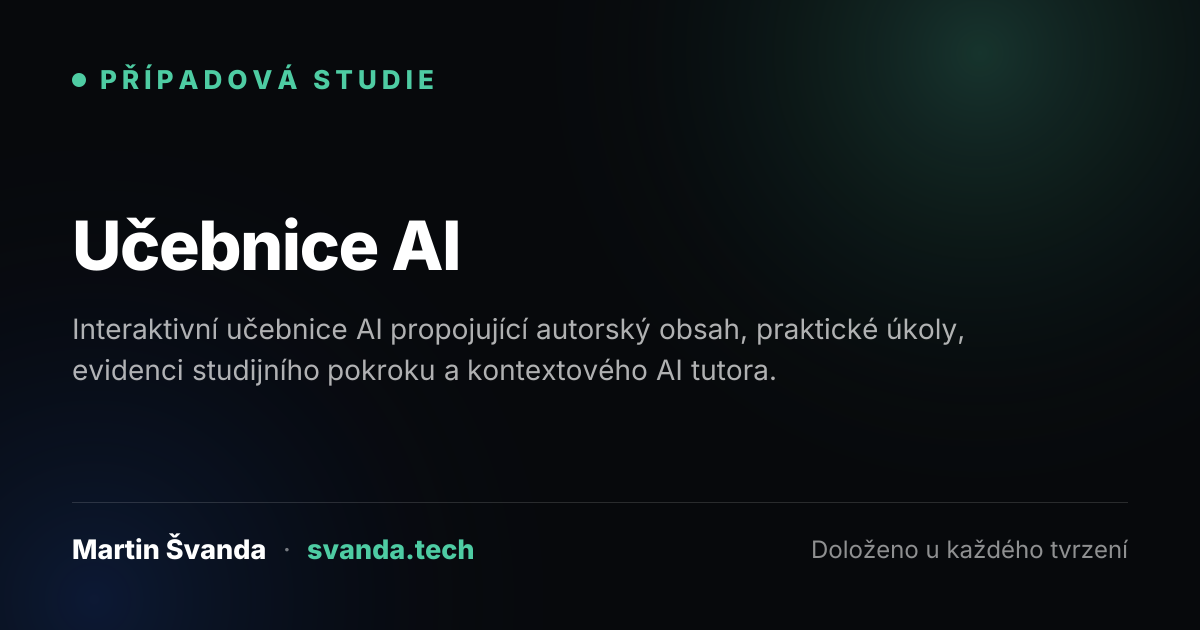 PŘÍPADOVÁ STUDIE
Učebnice AI
Interaktivní učebnice AI propojující autorský obsah, praktické úkoly,
evidenci studijního pokroku a kontextového AI tutora.
Martin Švanda · svanda.tech
Doloženo u každého tvrzení